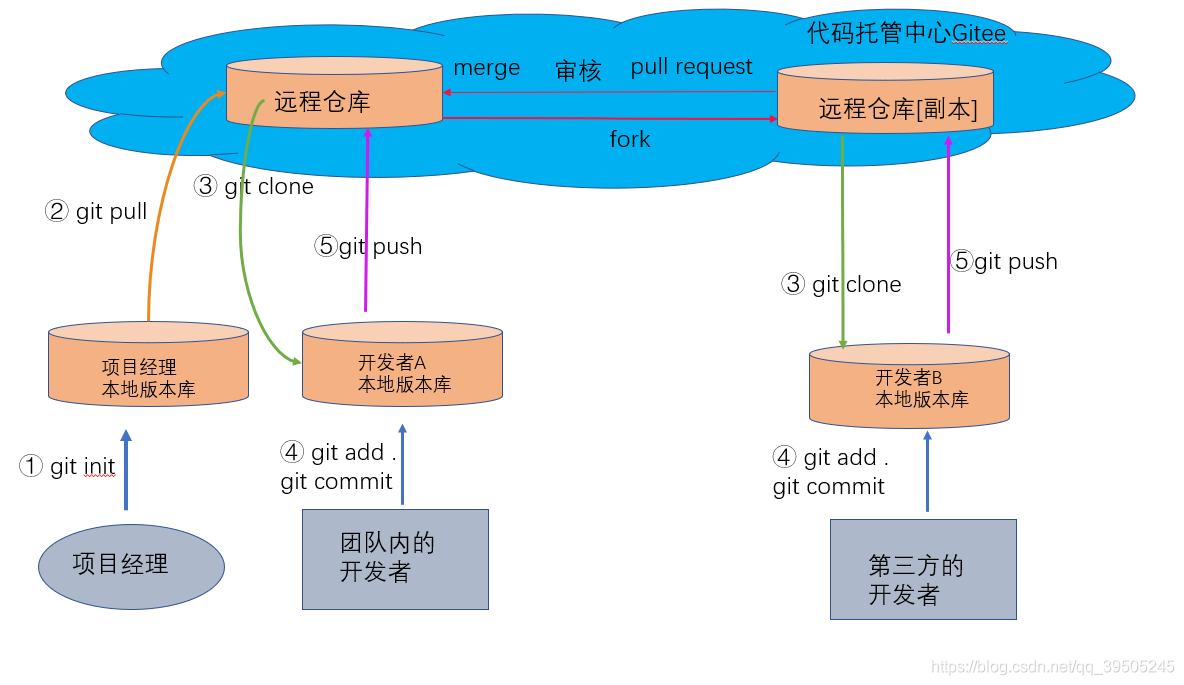 代码托管中心Gitee
merge 审核 pull request
远程仓库
远程仓库[副本]
fork
③ git clone
② git pull
⑤git push
⑤git push
③ git clone
项目经理
本地版本库
开发者A
本地版本库
开发者B
本地版本库
① git init
④ git add .
git commit
④ git add .
git commit
项目经理
团队内的
开发者
第三方的
开发者
https://blog.csdn.net/qq_39505245